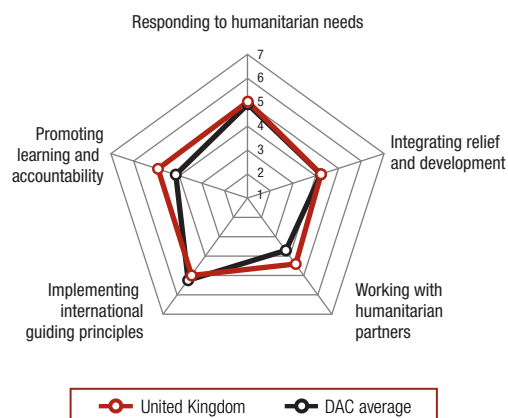 Responding to humanitarian needs
7
6
5
4
3
2
1
Promoting
learning and
accountability
Integrating relief
and development
Implementing
international
guiding principles
Working with
humanitarian
partners
United Kingdom
DAC average